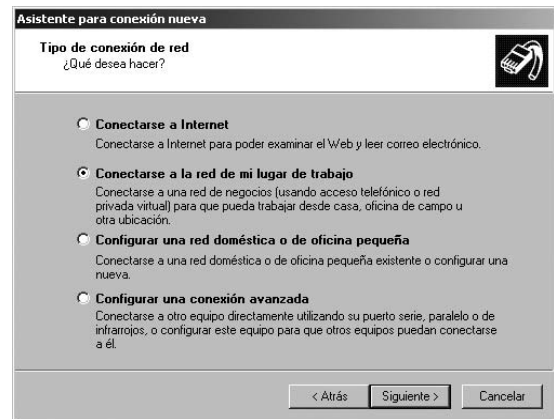 Asistente para conexión nueva
Tipo de conexión de red
¿Qué desea hacer?
Conectarse a Internet
Conectarse a Internet para poder examinar el Web y leer correo electrónico.
Conectarse a la red de mi lugar de trabajo
Conectarse a una red de negocios (usando acceso telefónico o red
privada virtual) para que pueda trabajar desde casa, oficina de campo u
otra ubicación.
Configurar una red doméstica o de oficina pequeña
Conectarse a una red doméstica o de oficina pequeña existente o configurar una
nueva.
Configurar una conexión avanzada
Conectarse a otro equipo directamente utilizando su puerto serie, paralelo o de
infrarrojos, o configurar este equipo para que otros equipos puedan conectarse
a él.
< Atrás
Siguiente >
Cancelar